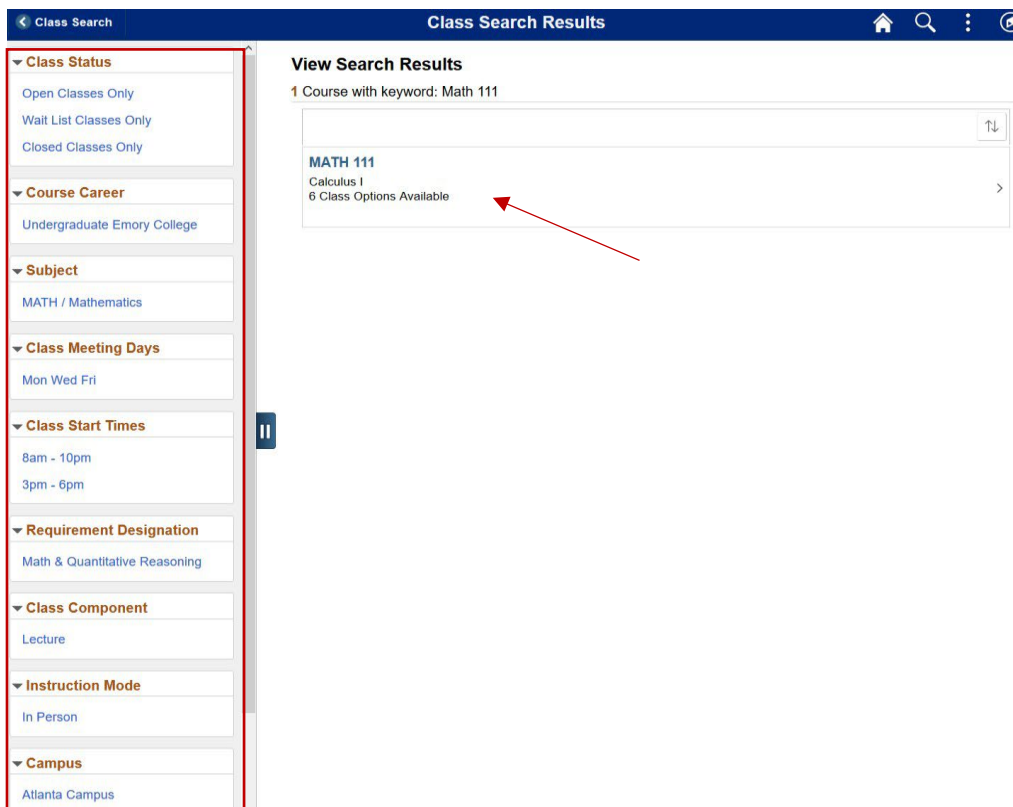 Class Search
Class Search Results
Class Status
Open Classes Only
Wait List Classes Only
Closed Classes Only
Course Career
Undergraduate Emory College
Subject
MATH / Mathematics
Class Meeting Days
Mon Wed Fri
Class Start Times
8am - 10pm
3pm - 6pm
Requirement Designation
Math & Quantitative Reasoning
Class Component
Lecture
Instruction Mode
In Person
Campus
Atlanta Campus
View Search Results
1 Course with keyword: Math 111
MATH 111
Calculus I
6 Class Options Available